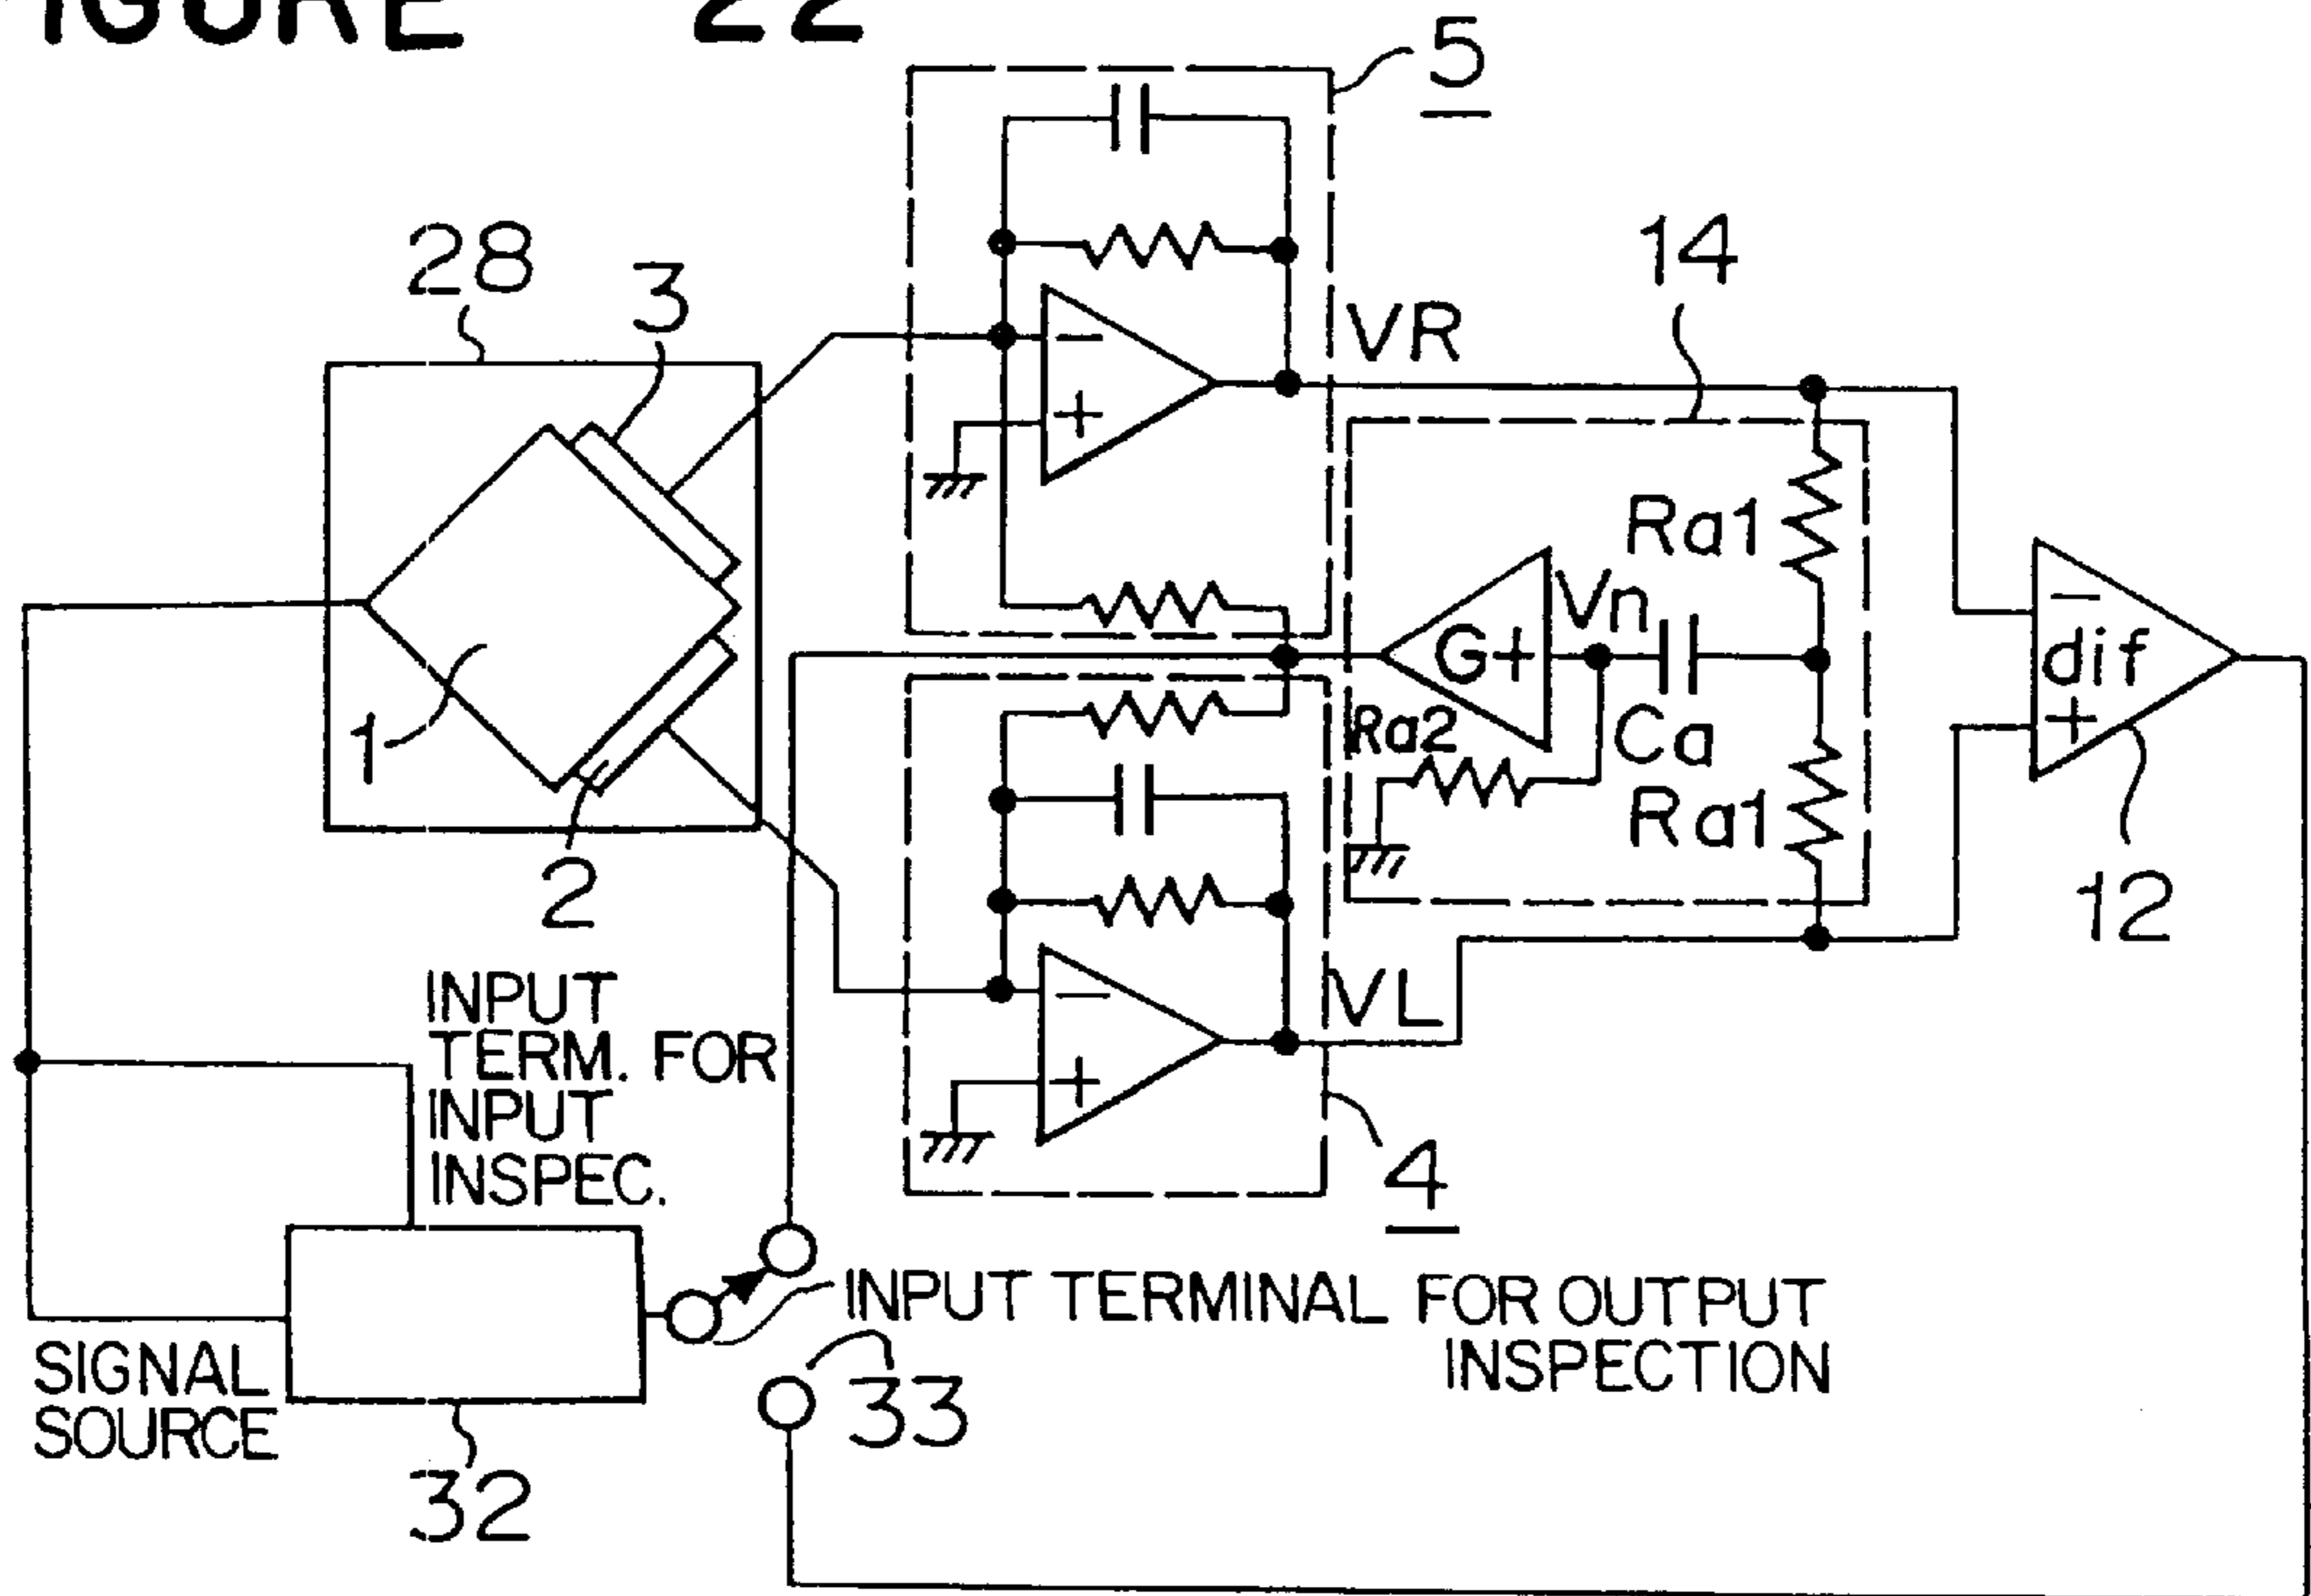 FIGURE 22
5
28
3
14
VR
Ra1
Vn
G+
dif
Ra2
Ca
1
Ra1
2
12
VL
INPUT
TERM. FOR
INPUT
INSPEC.
4
INPUT TERMINAL FOR OUTPUT
INSPECTION
SIGNAL
SOURCE
33
32